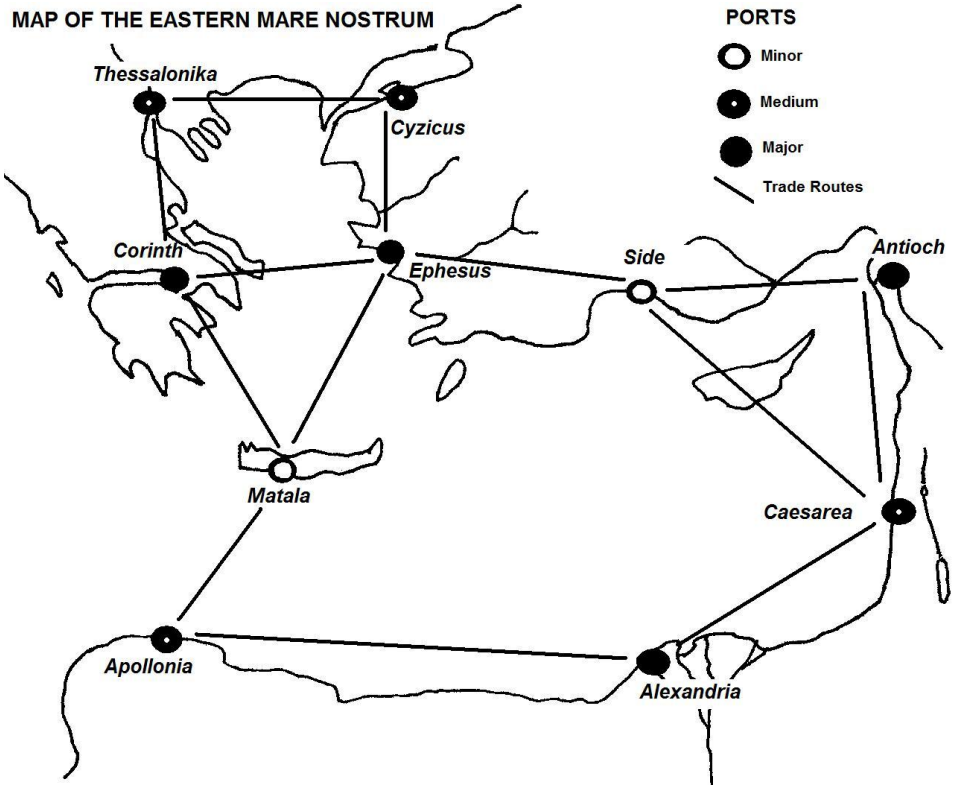 MAP OF THE EASTERN MARE NOSTRUM
PORTS
Minor
Medium
Major
Trade Routes
Thessalonika
Cyzicus
Corinth
Ephesus
Side
Antioch
Matala
Caesarea
Apollonia
Alexandria